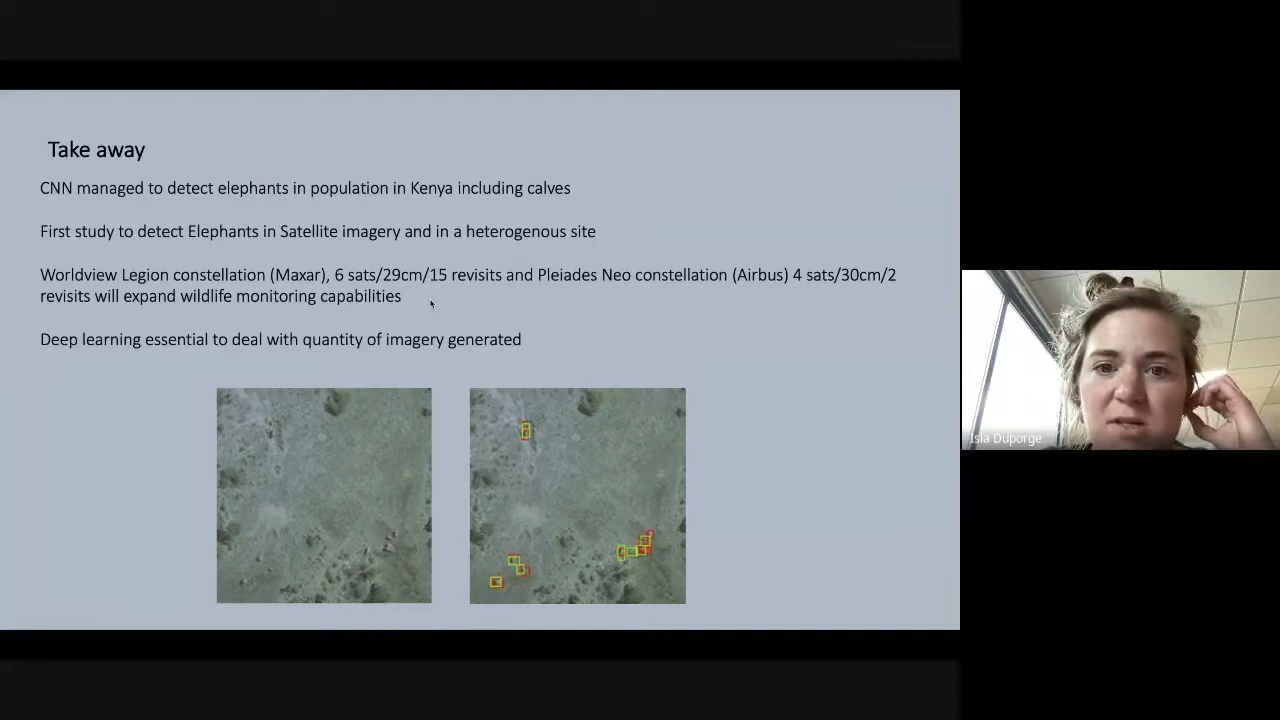 Take away
CNN managed to detect elephants in population in Kenya including calves
First study to detect Elephants in Satellite imagery and in a heterogenous site
Worldview Legion constellation (Maxar), 6 sats/29cm/15 revisits and Pleiades Neo constellation (Airbus) 4 sats/30cm/2
revisits will expand wildlife monitoring capabilities
Deep learning essential to deal with quantity of imagery generated
Isla Duporge